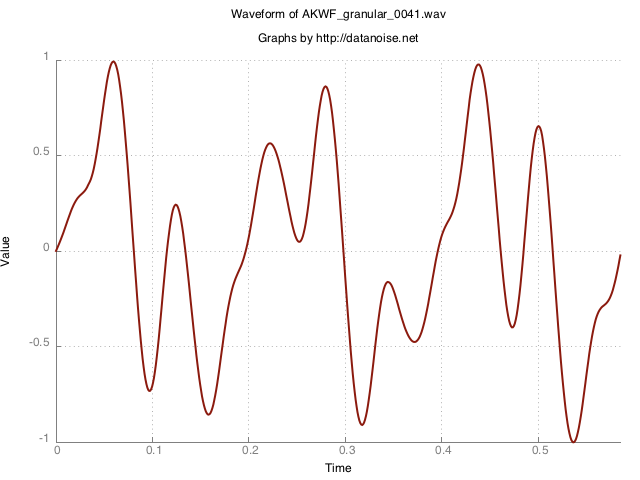 Waveform of AKWF_granular_0041.wav
Graphs by http://datanoise.net
1
0.5
0
-0.5
-1
Value
0 0.1 0.2 0.3 0.4 0.5
Time